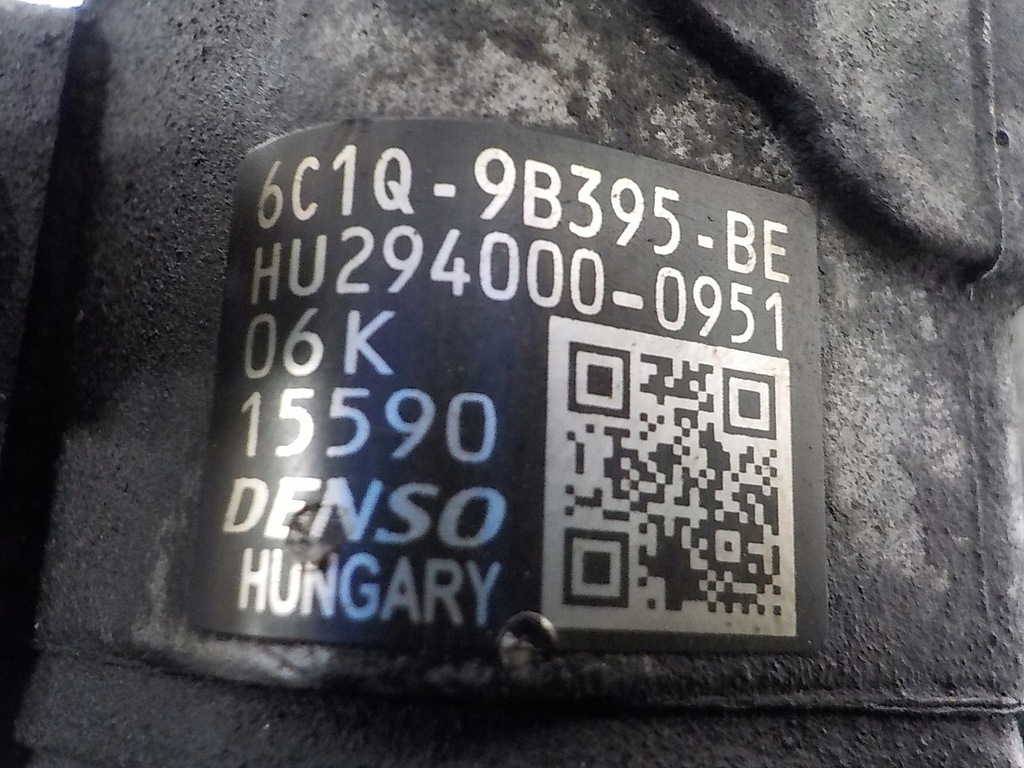 6C1Q-9B395-BE
HU294000-0951
06K
15590
DENSO
HUNGARY